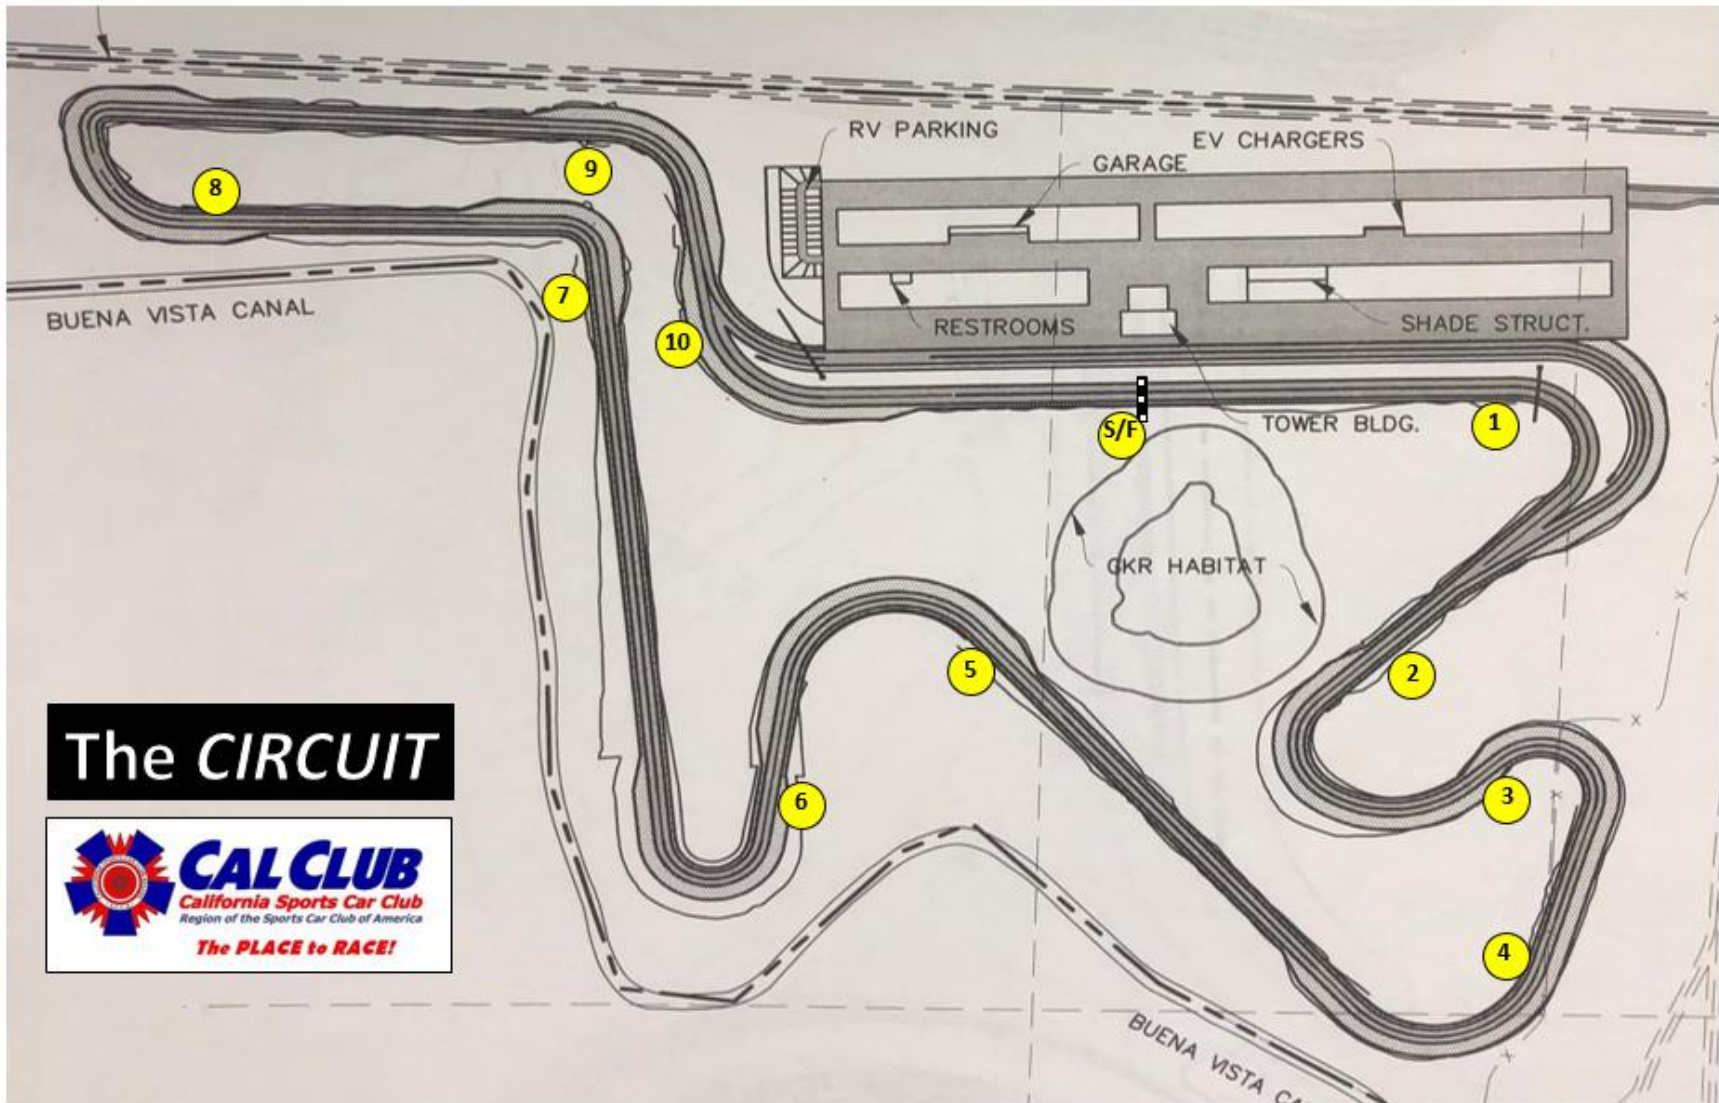 RV PARKING
EV CHARGERS
GARAGE
9
8
7
BUENA VISTA CANAL
RESTROOMS
SHADE STRUCT.
10
S/F
TOWER BLDG.
1
GKR HABITAT
5
2
The CIRCUIT
6
3
CAL CLUB
California Sports Car Club
Region of the Sports Car Club of America
The PLACE to RACE!
4
BUENA VISTA CA